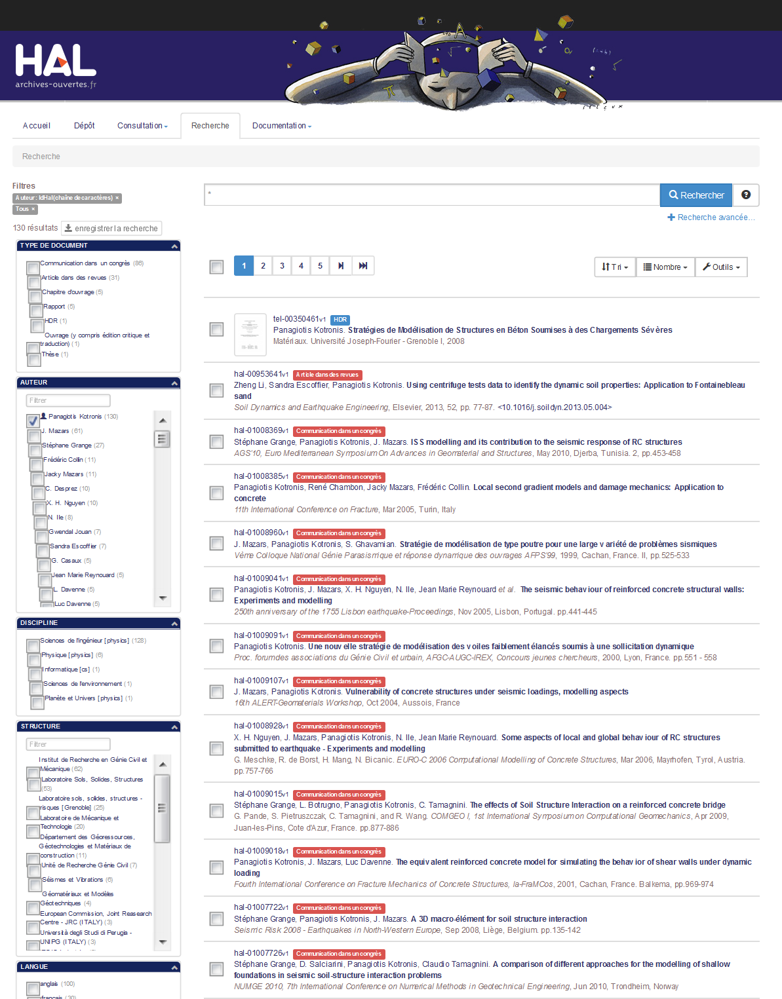 HAL
archives-ouvertes.fr
Accueil Dépôt Consultation Recherche Documentation
Recherche
Filtres
Auteur : IdHal (chaîne de caractères) ×
Tous ×
130 résultats enregistrer la recherche
* Rechercher
Recherche avancée...
1 2 3 4 5
Tri Nombre Outils
TYPE DE DOCUMENT
Communication dans un congrès (86)
Article dans des revues (31)
Chapitre d'ouvrage (5)
Rapport (5)
HDR (1)
Ouvrage (y compris édition critique et
traduction) (1)
Thèse (1)
AUTEUR
Filtrer
Panagiotis Kotronis (130)
J. Mazars (61)
Stéphane Grange (27)
Frédéric Collin (11)
Jacky Mazars (11)
C. Desprez (10)
X. H. Nguyen (10)
N. Ile (8)
Gwendal Jouan (7)
Sandra Escoffier (7)
G. Casaux (5)
Jean Marie Reynouard (5)
L. Davenne (5)
Luc Davenne (5)
DISCIPLINE
Sciences de l'ingénieur [physics] (128)
Physique [physics] (6)
Informatique [cs] (1)
Sciences de l'environnement (1)
Planète et Univers [physics] (1)
STRUCTURE
Filtrer
Institut de Recherche en Génie Civil et
Mécanique (62)
Laboratoire Sols, Solides, Structures
(53)
Laboratoire sols, solides, structures -
risques [Grenoble] (25)
Laboratoire de Mécanique et
Technologie (20)
Département des Géoressources,
Géotechnologies et Matériaux de
construction (11)
Unité de Recherche Génie Civil (7)
Séismes et Vibrations (6)
Géomatériaux et Modèles
Géotechniques (4)
European Commission, Joint Reasearch
Centre - JRC (ITALY) (3)
Università degli Studi di Perugia -
UNIPG (ITALY) (3)
LANGUE
anglais (100)
français (30)
tel-00350461v1 HDR
Panagiotis Kotronis. Stratégies de Modélisation de Structures en Béton Soumises à des Chargements Sévères
Matériaux. Université Joseph-Fourier - Grenoble I, 2008
hal-00953641v1 Article dans des revues
Zheng Li, Sandra Escoffier, Panagiotis Kotronis. Using centrifuge tests data to identify the dynamic soil properties: Application to Fontainebleau
sand
Soil Dynamics and Earthquake Engineering, Elsevier, 2013, 52, pp. 77-87. <10.1016/j.soildyn.2013.05.004>
hal-01008369v1 Communication dans un congrès
Stéphane Grange, Panagiotis Kotronis, J. Mazars. ISS modelling and its contribution to the seismic response of RC structures
AGS'10, Euro Mediterranean Symposium On Advances in Geomaterial and Structures, May 2010, Djerba, Tunisia. 2, pp.453-458
hal-01008385v1 Communication dans un congrès
Panagiotis Kotronis, René Chambon, Jacky Mazars, Frédéric Collin. Local second gradient models and damage mechanics: Application to
concrete
11th International Conference on Fracture, Mar 2005, Turin, Italy
hal-01008960v1 Communication dans un congrès
J. Mazars, Panagiotis Kotronis, S. Ghavamian. Stratégie de modélisation de type poutre pour une large variété de problèmes sismiques
Vème Colloque National Génie Parasismique et réponse dynamique des ouvrages AFPS'99, 1999, Cachan, France. II, pp.525-533
hal-01009041v1 Communication dans un congrès
Panagiotis Kotronis, J. Mazars, X. H. Nguyen, N. Ile, Jean Marie Reynouard et al. The seismic behaviour of reinforced concrete structural walls:
Experiments and modelling
250th anniversary of the 1755 Lisbon earthquake-Proceedings, Nov 2005, Lisbon, Portugal. pp.441-445
hal-01009091v1 Communication dans un congrès
Panagiotis Kotronis. Une nouvelle stratégie de modélisation des voiles faiblement élancés soumis à une sollicitation dynamique
Proc. forum des associations du Génie Civil et urbain, AFGC-AUGC-IREX, Concours jeunes chercheurs, 2000, Lyon, France. pp.551 - 558
hal-01009107v1 Communication dans un congrès
J. Mazars, Panagiotis Kotronis. Vulnerability of concrete structures under seismic loadings, modelling aspects
16th ALERT-Geomaterials Workshop, Oct 2004, Aussois, France
hal-01008928v1 Communication dans un congrès
X. H. Nguyen, J. Mazars, Panagiotis Kotronis, N. Ile, Jean Marie Reynouard. Some aspects of local and global behaviour of RC structures
submitted to earthquake - Experiments and modelling
G. Meschke, R. de Borst, H. Mang, N. Bicanic. EURO-C 2006 Computational Modelling of Concrete Structures, Mar 2006, Mayrhofen, Tyrol, Austria.
pp.757-766
hal-01009015v1 Communication dans un congrès
Stéphane Grange, L. Botrugno, Panagiotis Kotronis, C. Tamagnini. The effects of Soil Structure Interaction on a reinforced concrete bridge
G. Pande, S. Pietruszczak, C. Tamagnini, and R. Wang. COMGEO I, 1st International Symposium on Computational Geomechanics, Apr 2009,
Juan-les-Pins, Cote d'Azur, France. pp.877-886
hal-01009018v1 Communication dans un congrès
Panagiotis Kotronis, J. Mazars, Luc Davenne. The equivalent reinforced concrete model for simulating the behavior of shear walls under dynamic
loading
Fourth International Conference on Fracture Mechanics of Concrete Structures, Ia-FraMCos, 2001, Cachan, France. Balkema, pp.969-974
hal-01007722v1 Communication dans un congrès
Stéphane Grange, Panagiotis Kotronis, J. Mazars. A 3D macro-élément for soil structure interaction
Seismic Risk 2008 - Earthquakes in North-Western Europe, Sep 2008, Liège, Belgium. pp.135-142
hal-01007726v1 Communication dans un congrès
Stéphane Grange, D. Salciarini, Panagiotis Kotronis, Claudio Tamagnini. A comparison of different approaches for the modelling of shallow
foundations in seismic soil-structure interaction problems
NUMGE 2010, 7th International Conference on Numerical Methods in Geotechnical Engineering, Jun 2010, Trondheim, Norway